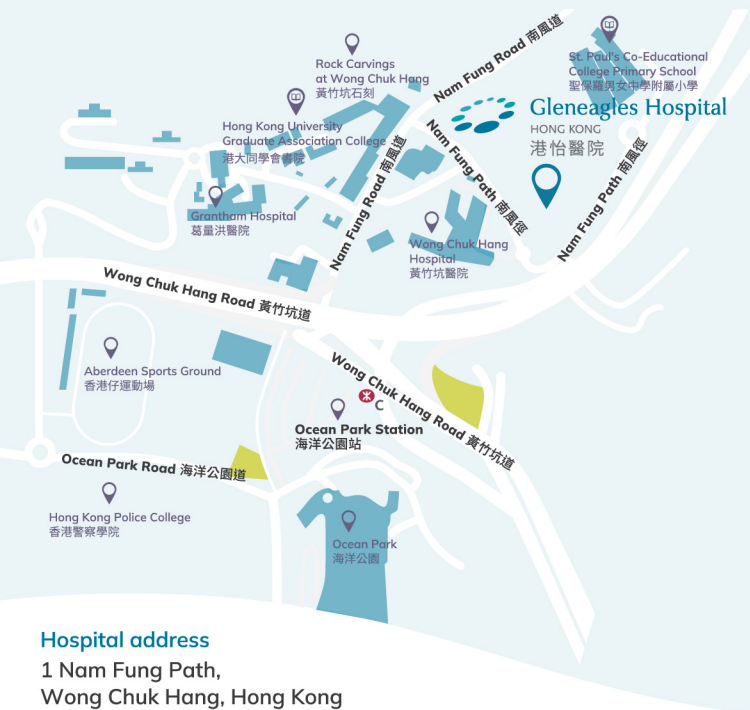 Nam Fung Road 南風道
Rock Carvings
at Wong Chuk Hang
黃竹坑石刻
St. Paul's Co-Educational
College Primary School
聖保羅男女中學附屬小學
Gleneagles Hospital
HONG KONG
港怡醫院
Hong Kong University
Graduate Association College
港大同學會書院
Nam Fung Path 南風徑
Nam Fung Road 南風道
Nam Fung Path 南風徑
Grantham Hospital
葛量洪醫院
Wong Chuk Hang
Hospital
黃竹坑醫院
Wong Chuk Hang Road 黃竹坑道
Aberdeen Sports Ground
香港仔運動場
Wong Chuk Hang Road 黃竹坑道
C
Ocean Park Station
海洋公園站
Ocean Park Road 海洋公園道
Hong Kong Police College
香港警察學院
Ocean Park
海洋公園
Hospital address
1 Nam Fung Path,
Wong Chuk Hang, Hong Kong